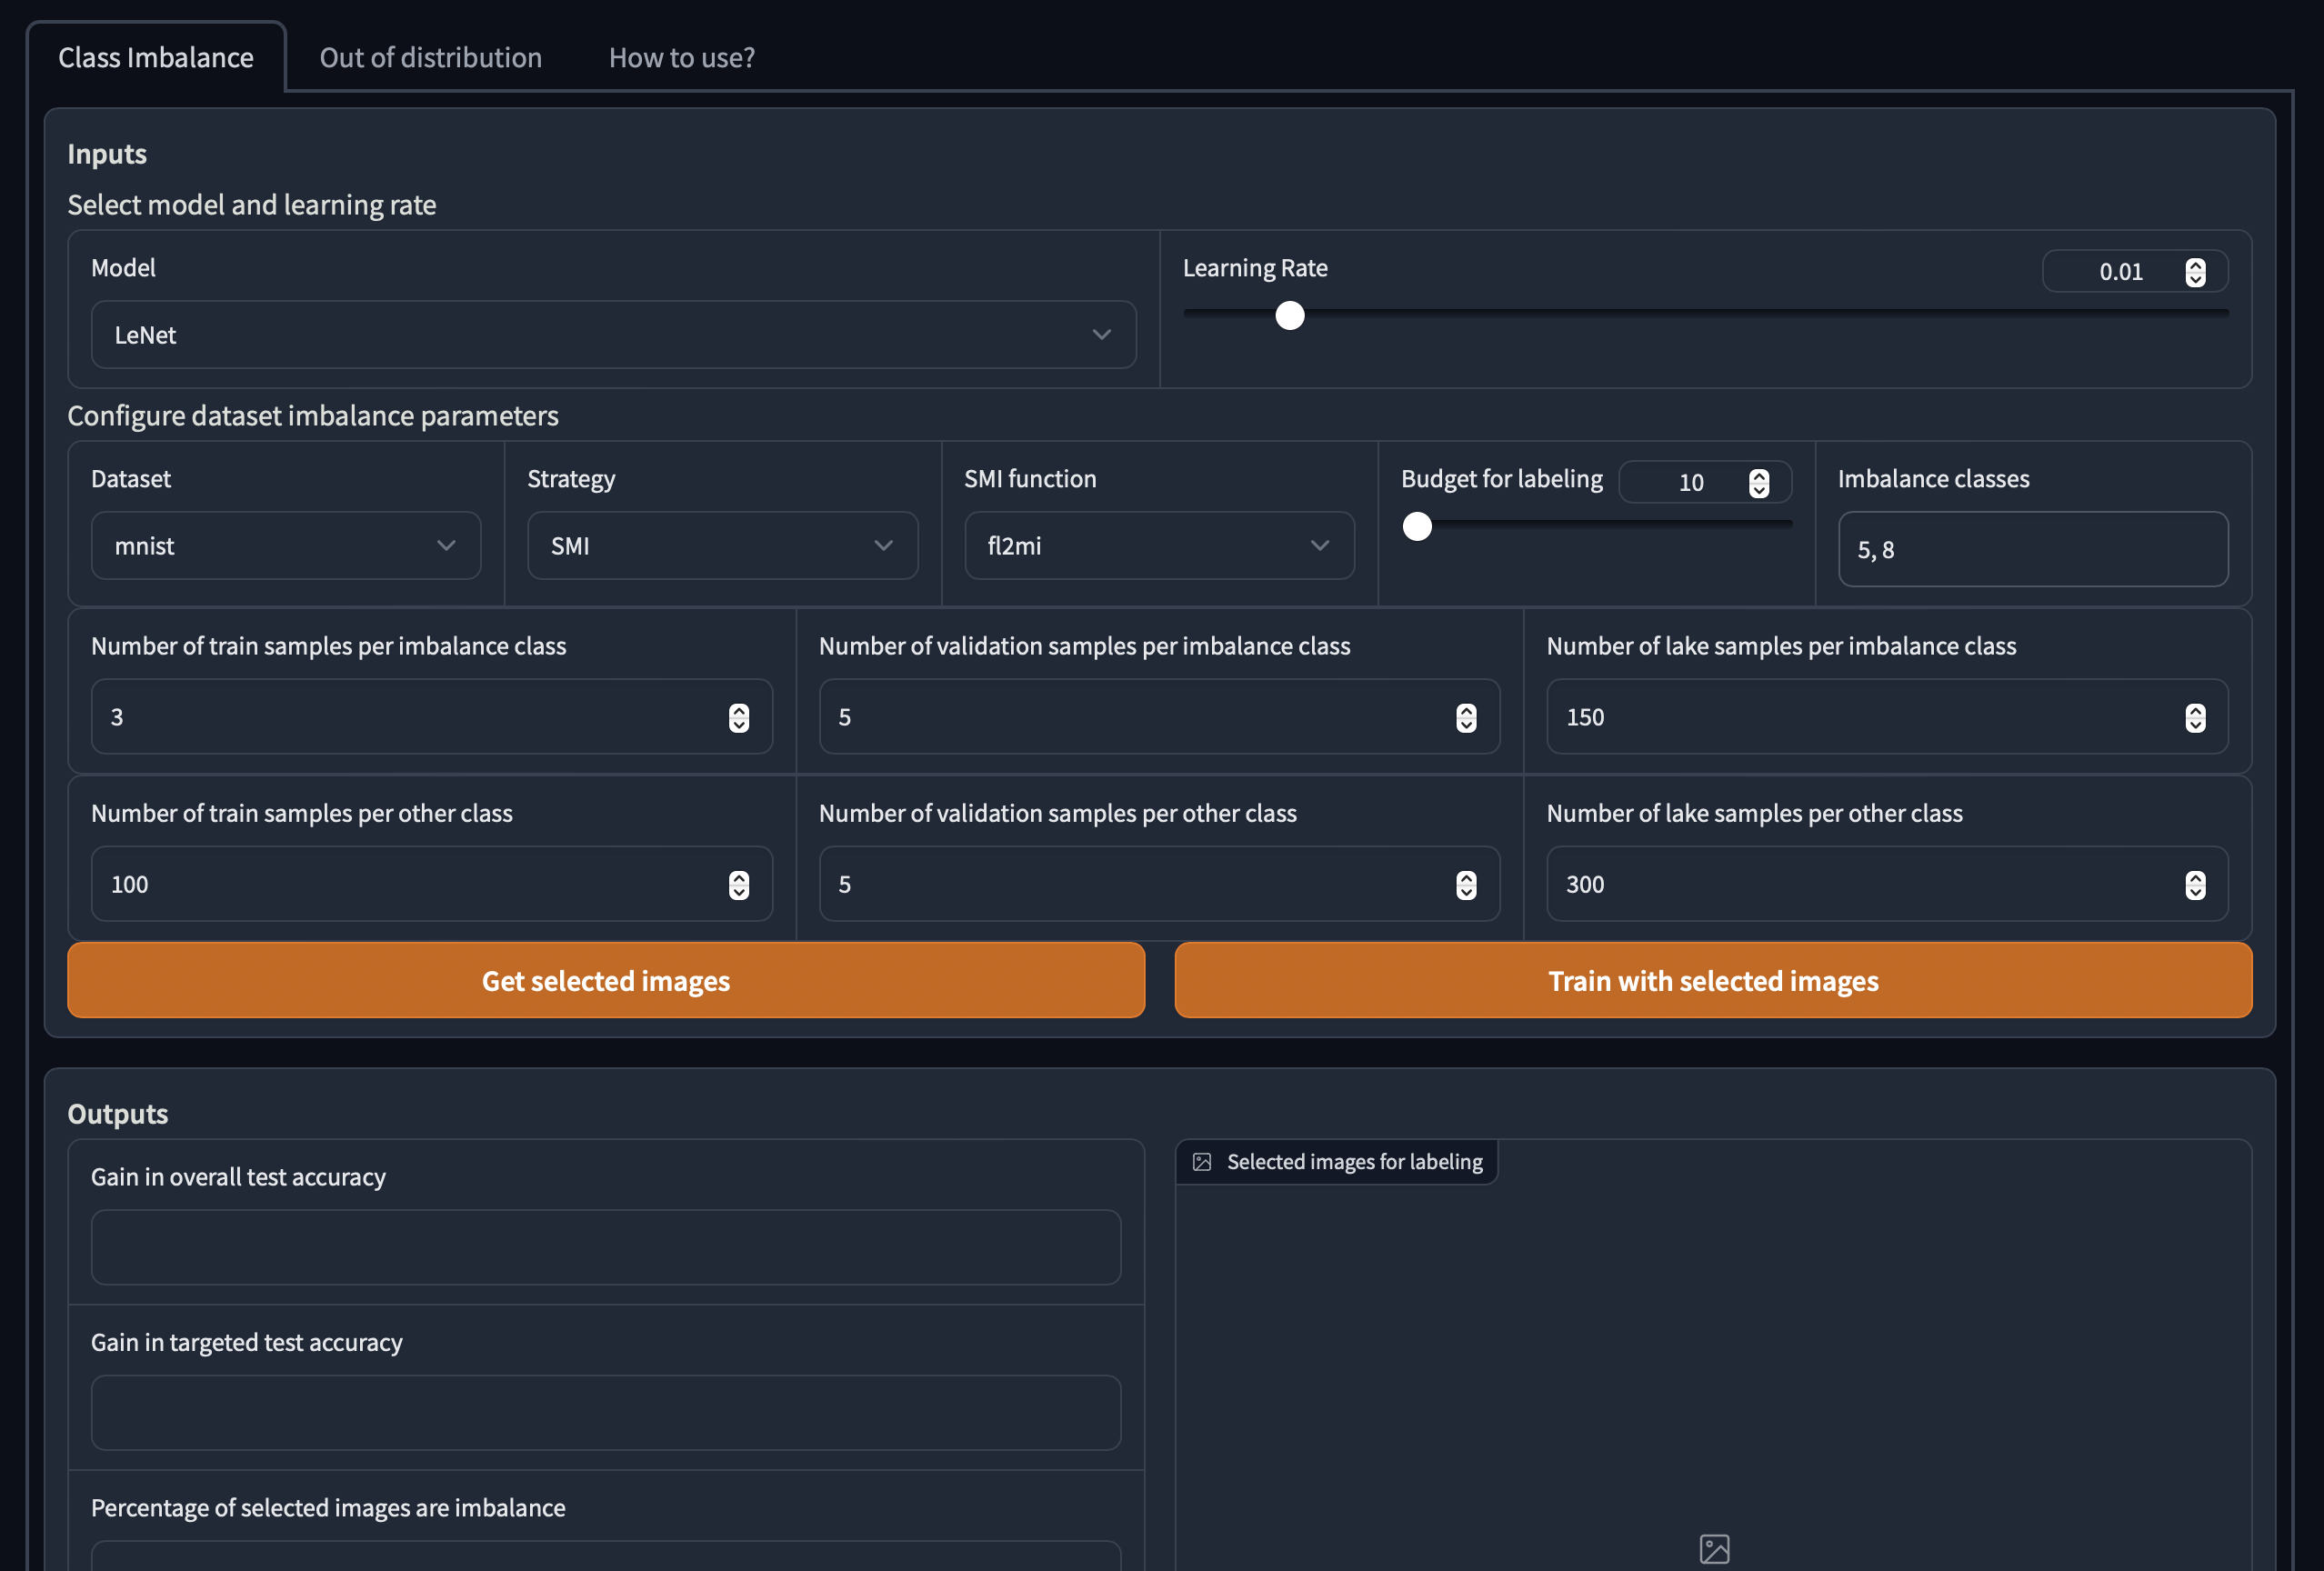 Class Imbalance
Out of distribution
How to use?
Inputs
Select model and learning rate
Model
LeNet
Learning Rate
0.01
Configure dataset imbalance parameters
Dataset
mnist
Strategy
SMI
SMI function
fl2mi
Budget for labeling
10
Imbalance classes
5, 8
Number of train samples per imbalance class
3
Number of validation samples per imbalance class
5
Number of lake samples per imbalance class
150
Number of train samples per other class
100
Number of validation samples per other class
5
Number of lake samples per other class
300
Get selected images
Train with selected images
Outputs
Gain in overall test accuracy
Selected images for labeling
Gain in targeted test accuracy
Percentage of selected images are imbalance